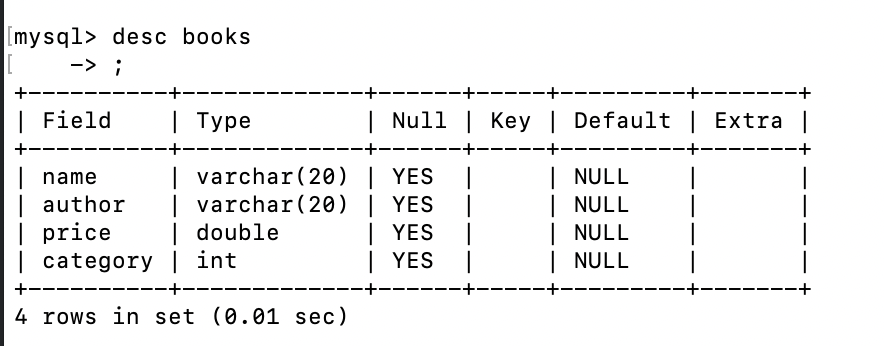 mysql> desc books
    -> ;
+-----------+-------------+------+-----+---------+-------+
| Field     | Type        | Null | Key | Default | Extra |
+-----------+-------------+------+-----+---------+-------+
| name      | varchar(20) | YES  |     | NULL    |       |
| author    | varchar(20) | YES  |     | NULL    |       |
| price     | double      | YES  |     | NULL    |       |
| category  | int         | YES  |     | NULL    |       |
+-----------+-------------+------+-----+---------+-------+
4 rows in set (0.01 sec)